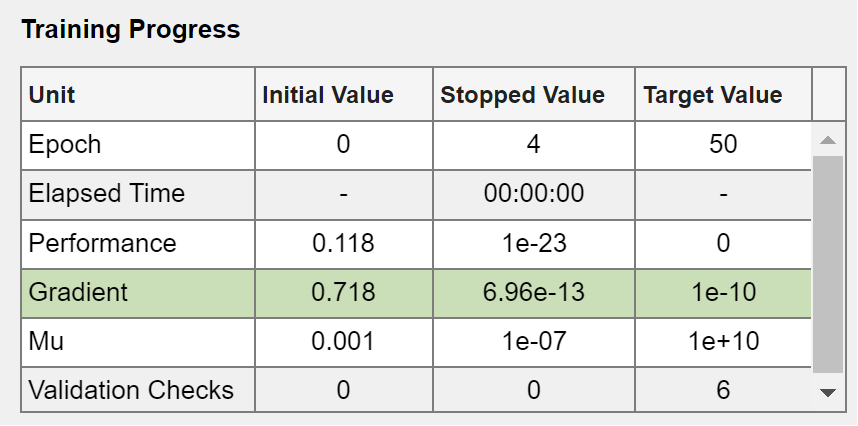 Training Progress
Unit Initial Value Stopped Value Target Value
Epoch 0 4 50
Elapsed Time - 00:00:00 -
Performance 0.118 1e-23 0
Gradient 0.718 6.96e-13 1e-10
Mu 0.001 1e-07 1e+10
Validation Checks 0 0 6